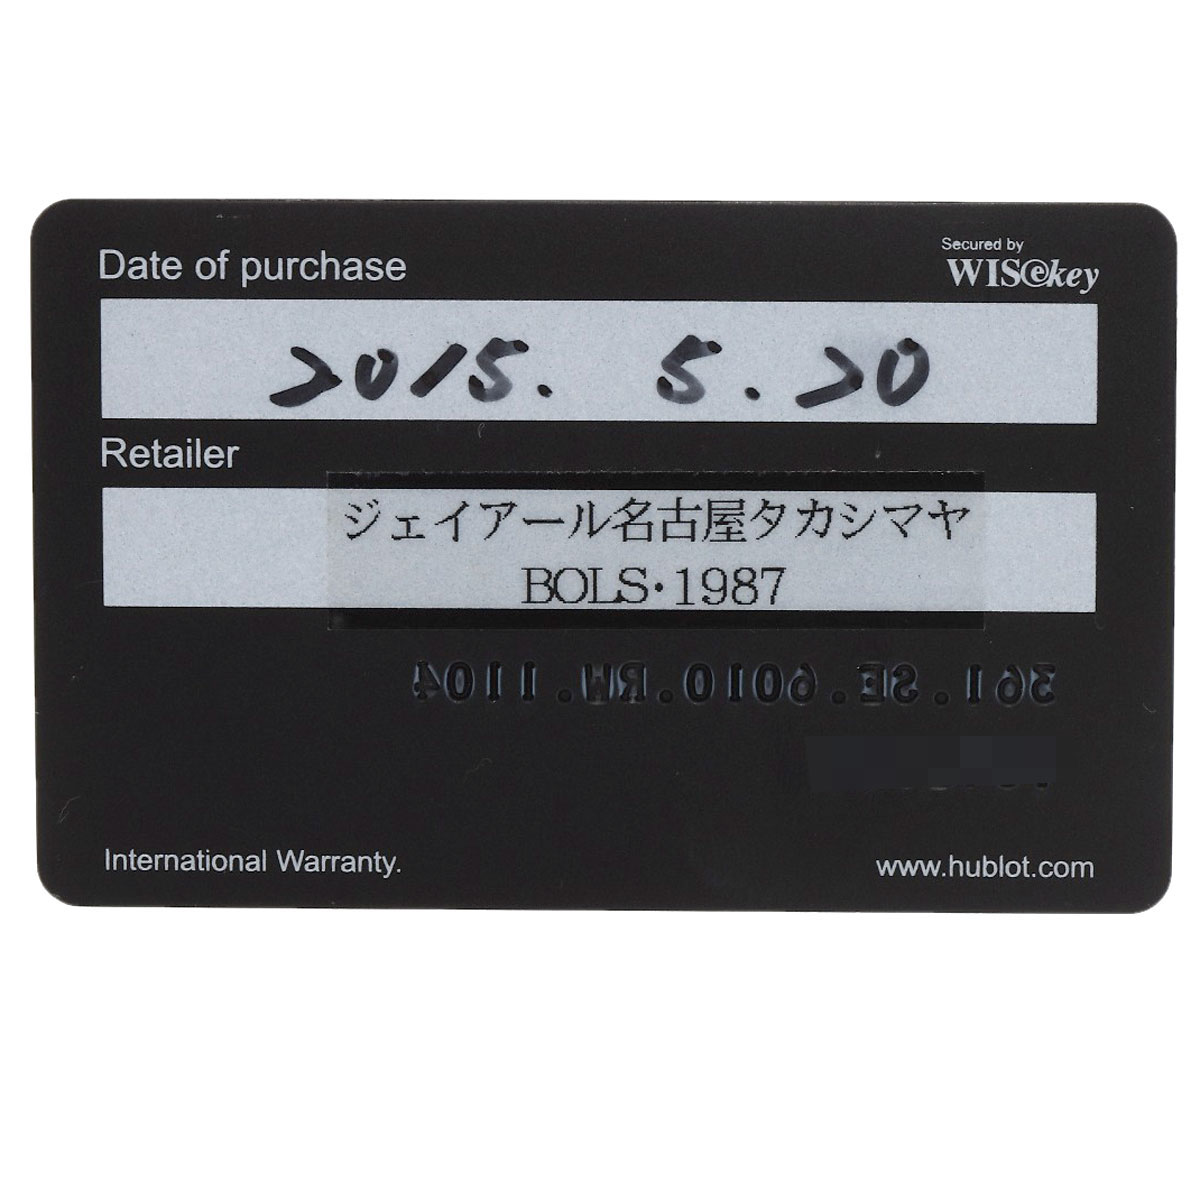 Date of purchase
Secured by
WISekey
2015. 5. 20
Retailer
ジェイアール名古屋タカシマヤ
BOLS・1987
361.SE.6010.RW.1104
International Warranty.
www.hublot.com